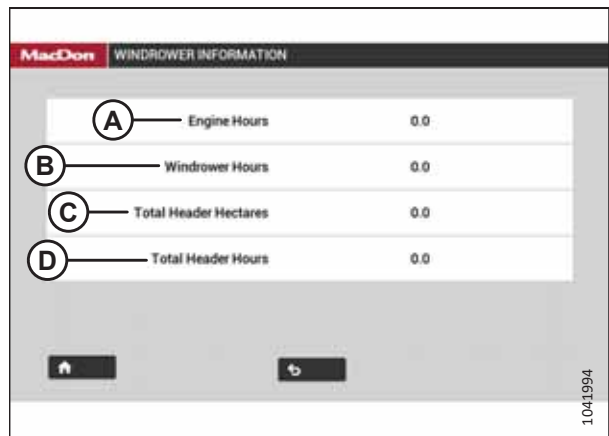 MacDon WINDROWER INFORMATION
A Engine Hours 0.0
B Windrower Hours 0.0
C Total Header Hectares 0.0
D Total Header Hours 0.0
1041994